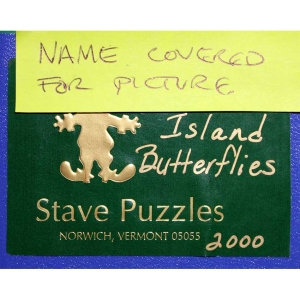 NAME COVERED
FOR PICTURE
Island
Butterflies
Stave Puzzles
NORWICH, VERMONT 05055
2000